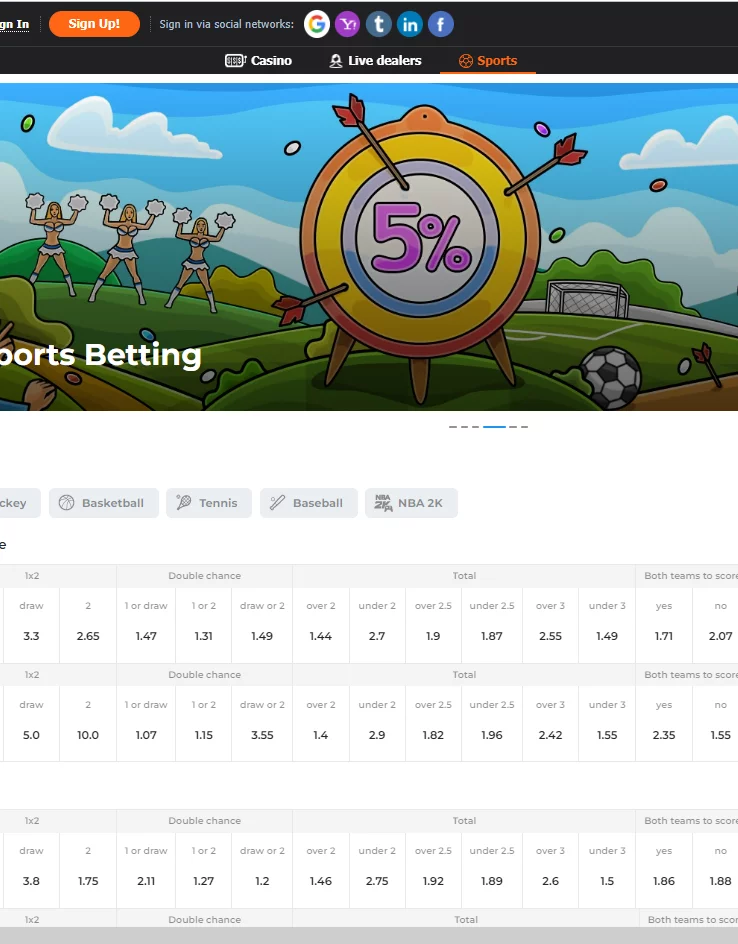 gn In Sign Up! Sign in via social networks: G Y! t in f
Casino Live dealers Sports
5%
ports Betting
ckey Basketball Tennis Baseball NBA 2K NBA 2K
e
1x2 Double chance Total Both teams to score
draw 2 1 or draw 1 or 2 draw or 2 over 2 under 2 over 2.5 under 2.5 over 3 under 3 yes no
3.3 2.65 1.47 1.31 1.49 1.44 2.7 1.9 1.87 2.55 1.49 1.71 2.07
1x2 Double chance Total Both teams to score
draw 2 1 or draw 1 or 2 draw or 2 over 2 under 2 over 2.5 under 2.5 over 3 under 3 yes no
5.0 10.0 1.07 1.15 3.55 1.4 2.9 1.82 1.96 2.42 1.55 2.35 1.55
1x2 Double chance Total Both teams to score
draw 2 1 or draw 1 or 2 draw or 2 over 2 under 2 over 2.5 under 2.5 over 3 under 3 yes no
3.8 1.75 2.11 1.27 1.2 1.46 2.75 1.92 1.89 2.6 1.5 1.86 1.88
1x2 Double chance Total Both teams to scor